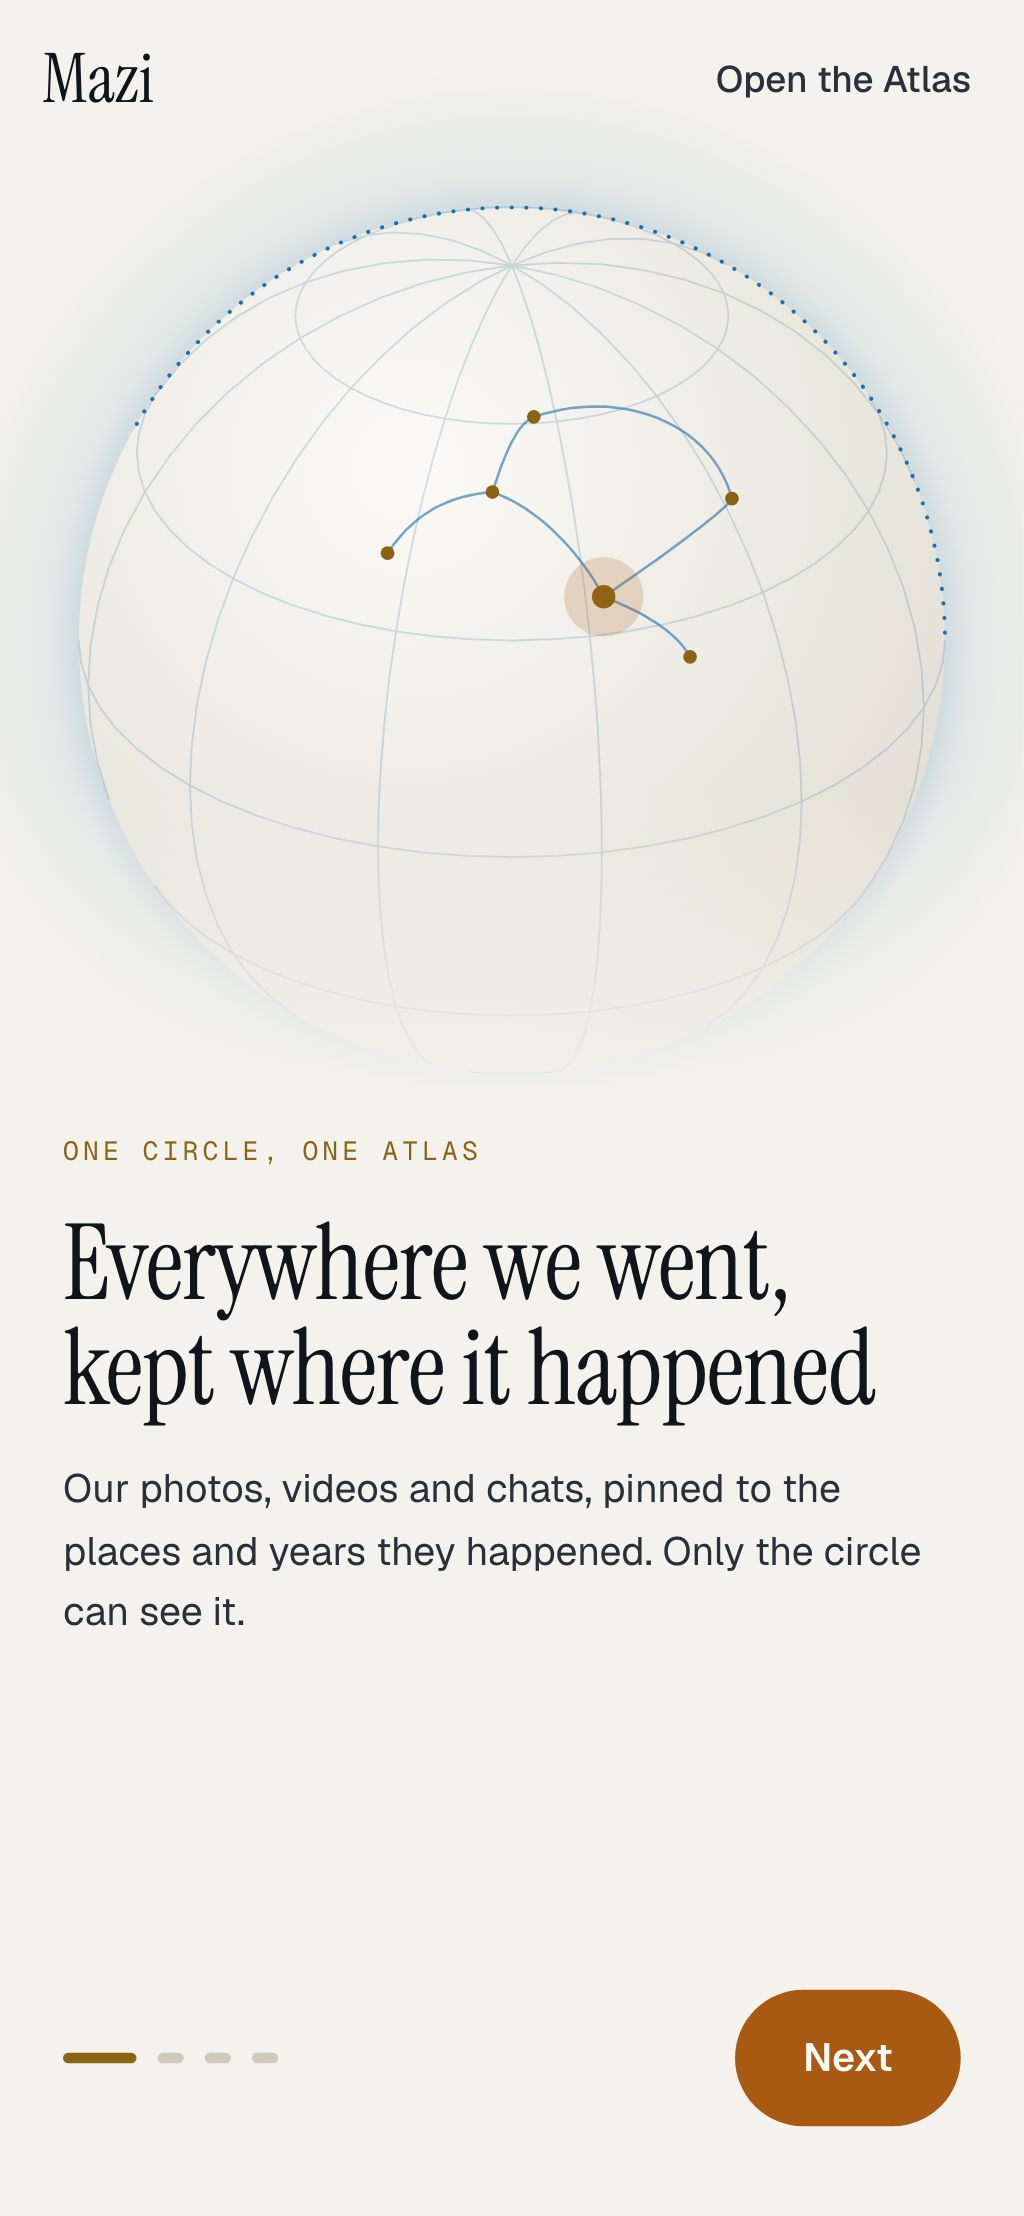 Mazi
Open the Atlas
ONE CIRCLE, ONE ATLAS
Everywhere we went,
kept where it happened
Our photos, videos and chats, pinned to the
places and years they happened. Only the circle
can see it.
Next